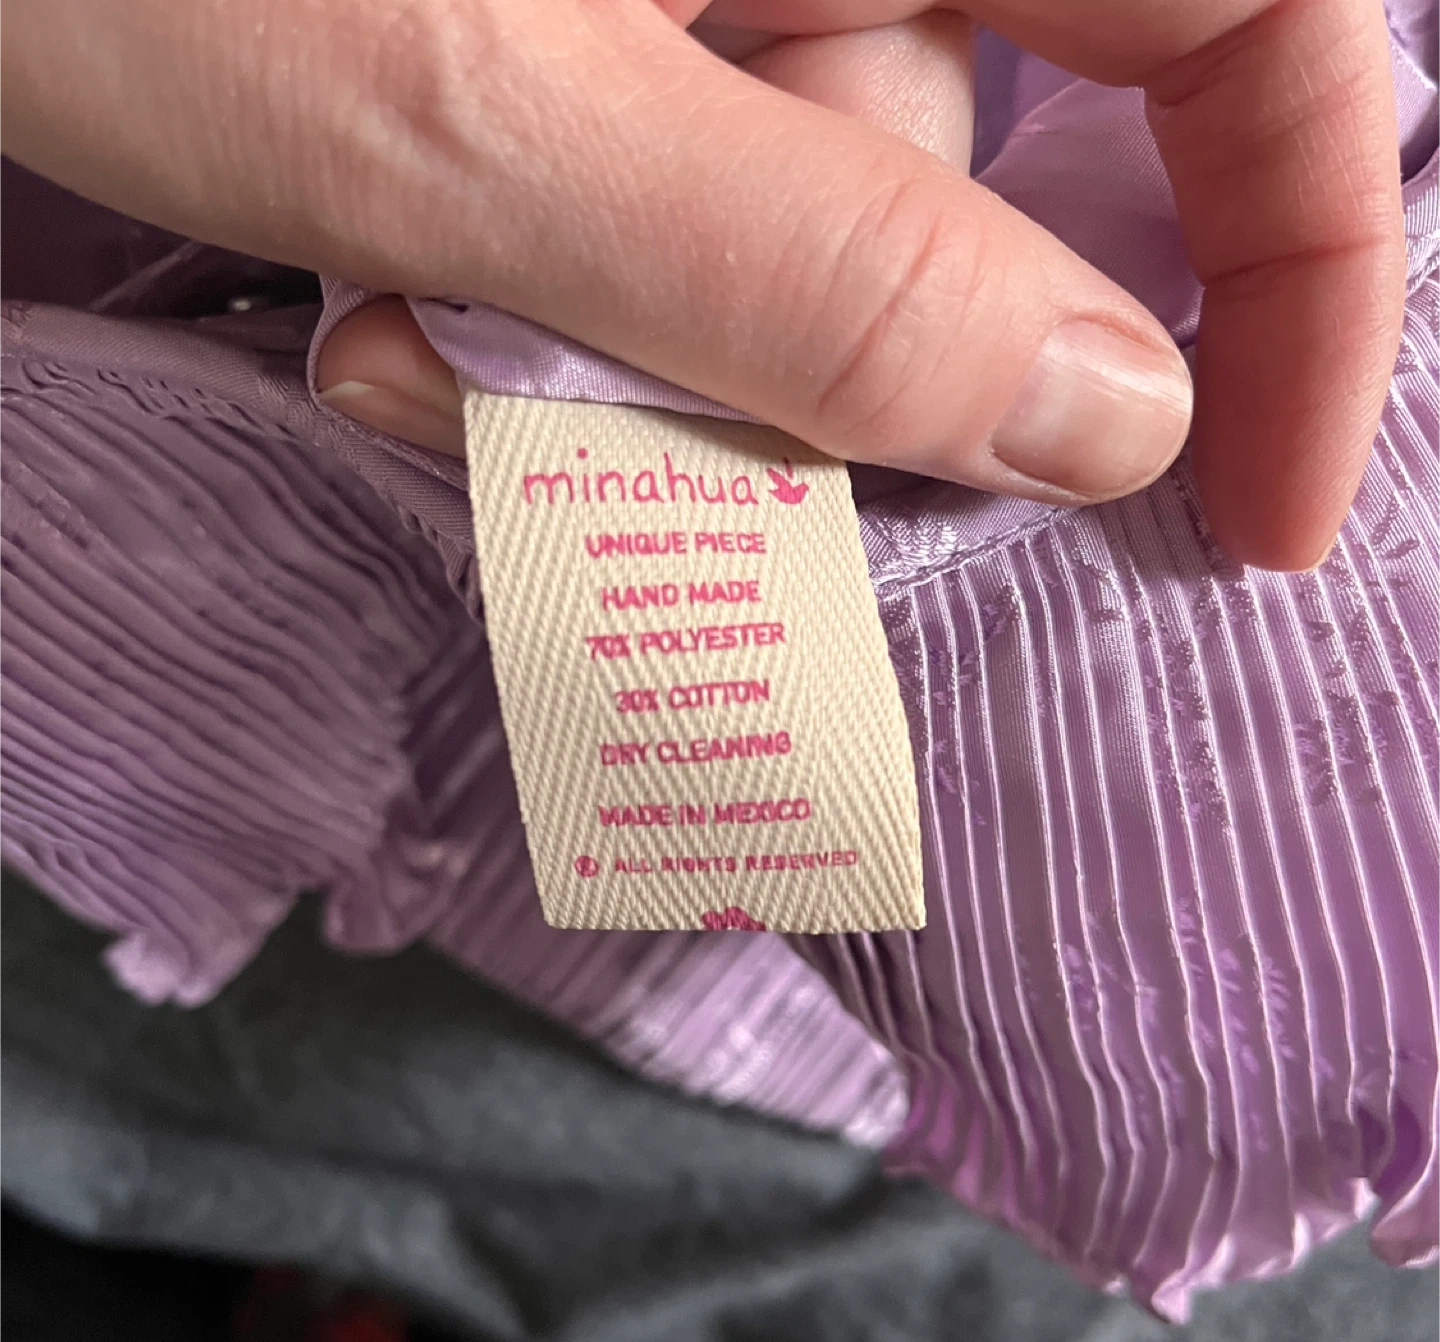 minahua
UNIQUE PIECE
HAND MADE
70% POLYESTER
30% COTTON
DRY CLEANING
MADE IN MEXICO
® ALL RIGHTS RESERVED